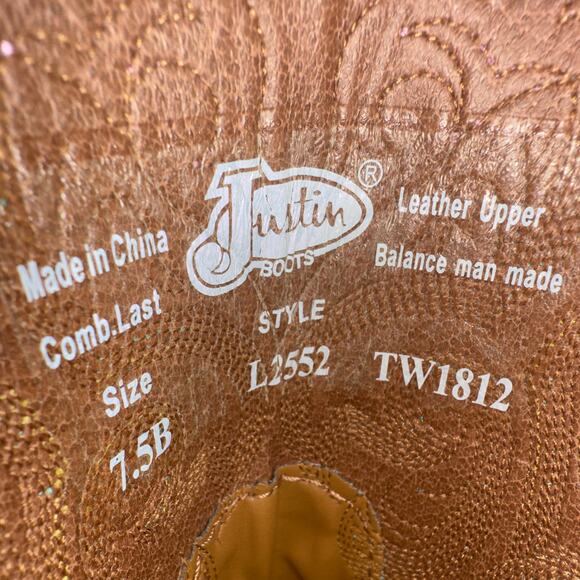 Justin ®
BOOTS
Made in China
Comb.Last
Size
7.5B
STYLE
L2552
Leather Upper
Balance man made
TW1812